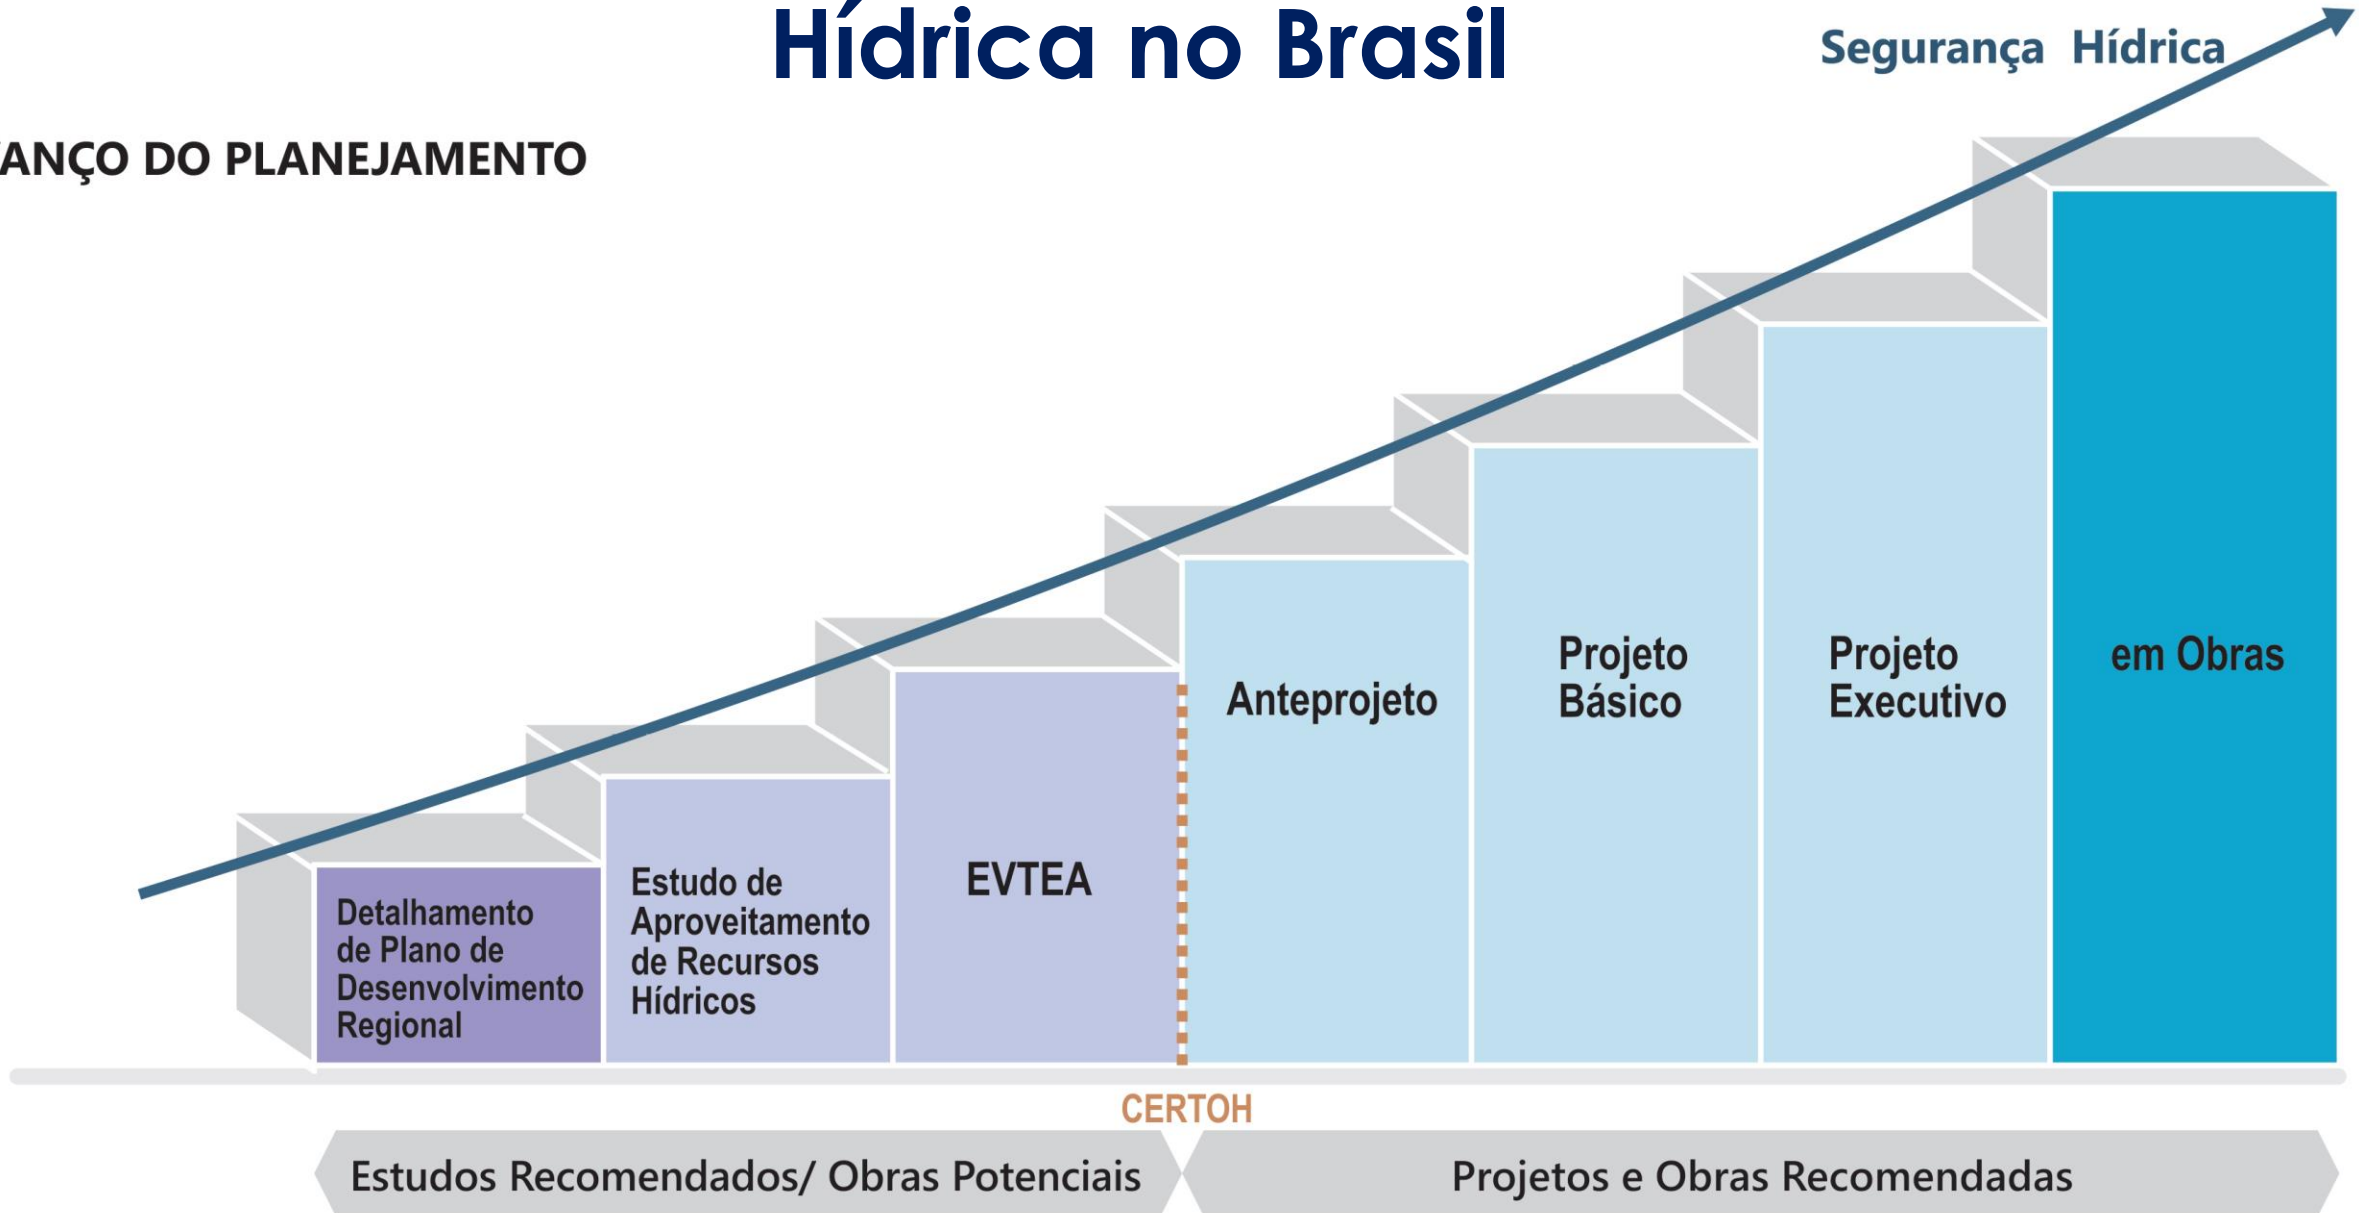 Hídrica no Brasil
Segurança Hídrica
ANÇO DO PLANEJAMENTO
Detalhamento
de Plano de
Desenvolvimento
Regional
Estudo de
Aproveitamento
de Recursos
Hídricos
EVTEA
Anteprojeto
Projeto
Básico
Projeto
Executivo
em Obras
CERTOH
Estudos Recomendados/ Obras Potenciais
Projetos e Obras Recomendadas